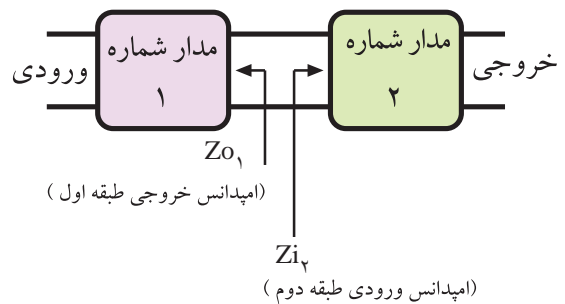 ورودی
مدار شماره
۱
مدار شماره
۲
خروجی
Zo۱
(امپدانس خروجی طبقه اول )
Zi۲
(امپدانس ورودی طبقه دوم )